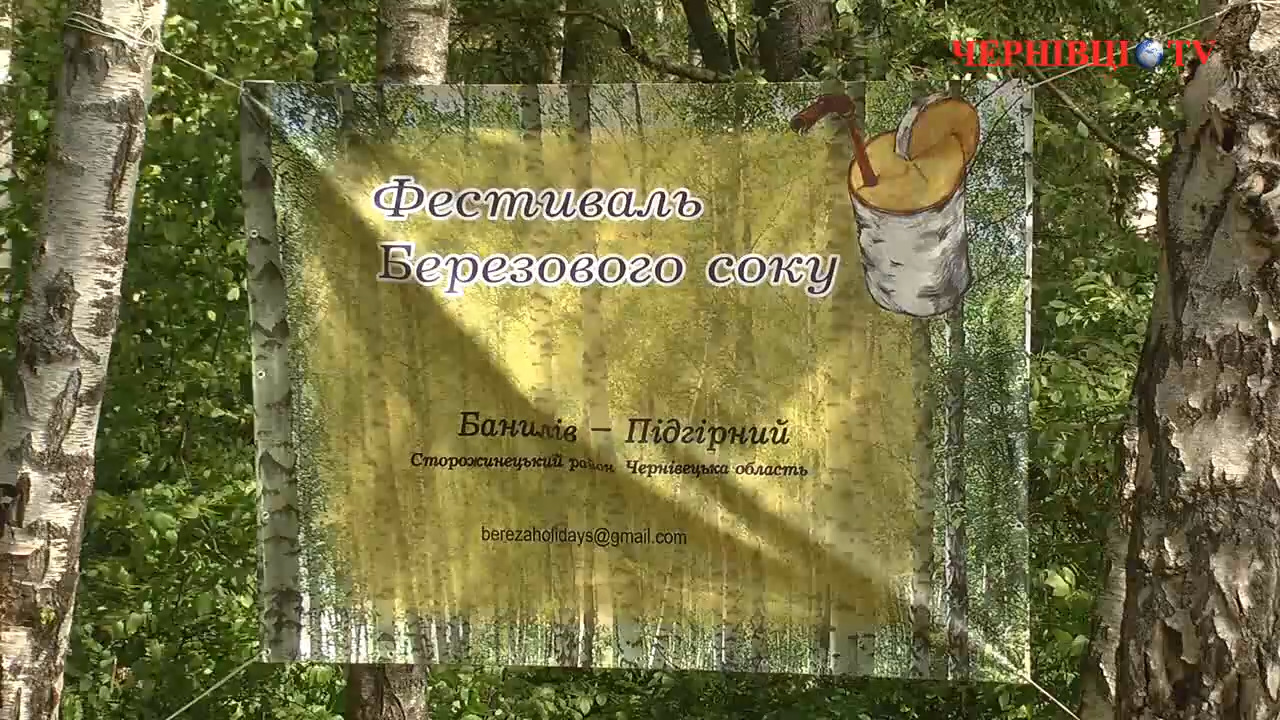 ЧЕРНІВЦІ TV
Фестиваль
Березового соку
Банилів – Підгірний
Сторожинецький район Чернівецька область
berezaholidays@gmail.com